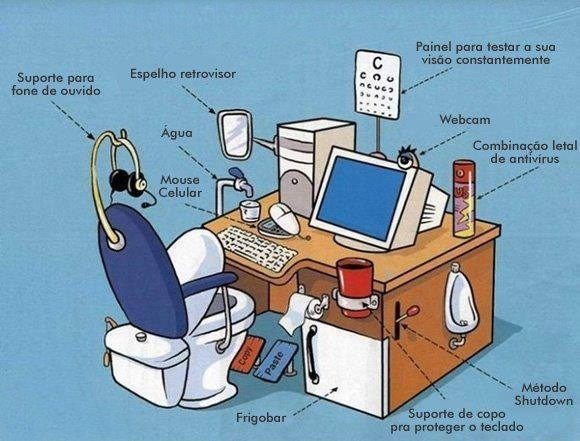 Painel para testar a sua
visão constantemente
Espelho retrovisor
Suporte para
fone de ouvido
Água
Webcam
Combinação letal
de antivírus
Mouse
Celular
Copy
Paste
Método
Shutdown
Suporte de copo
pra proteger o teclado
Frigobar